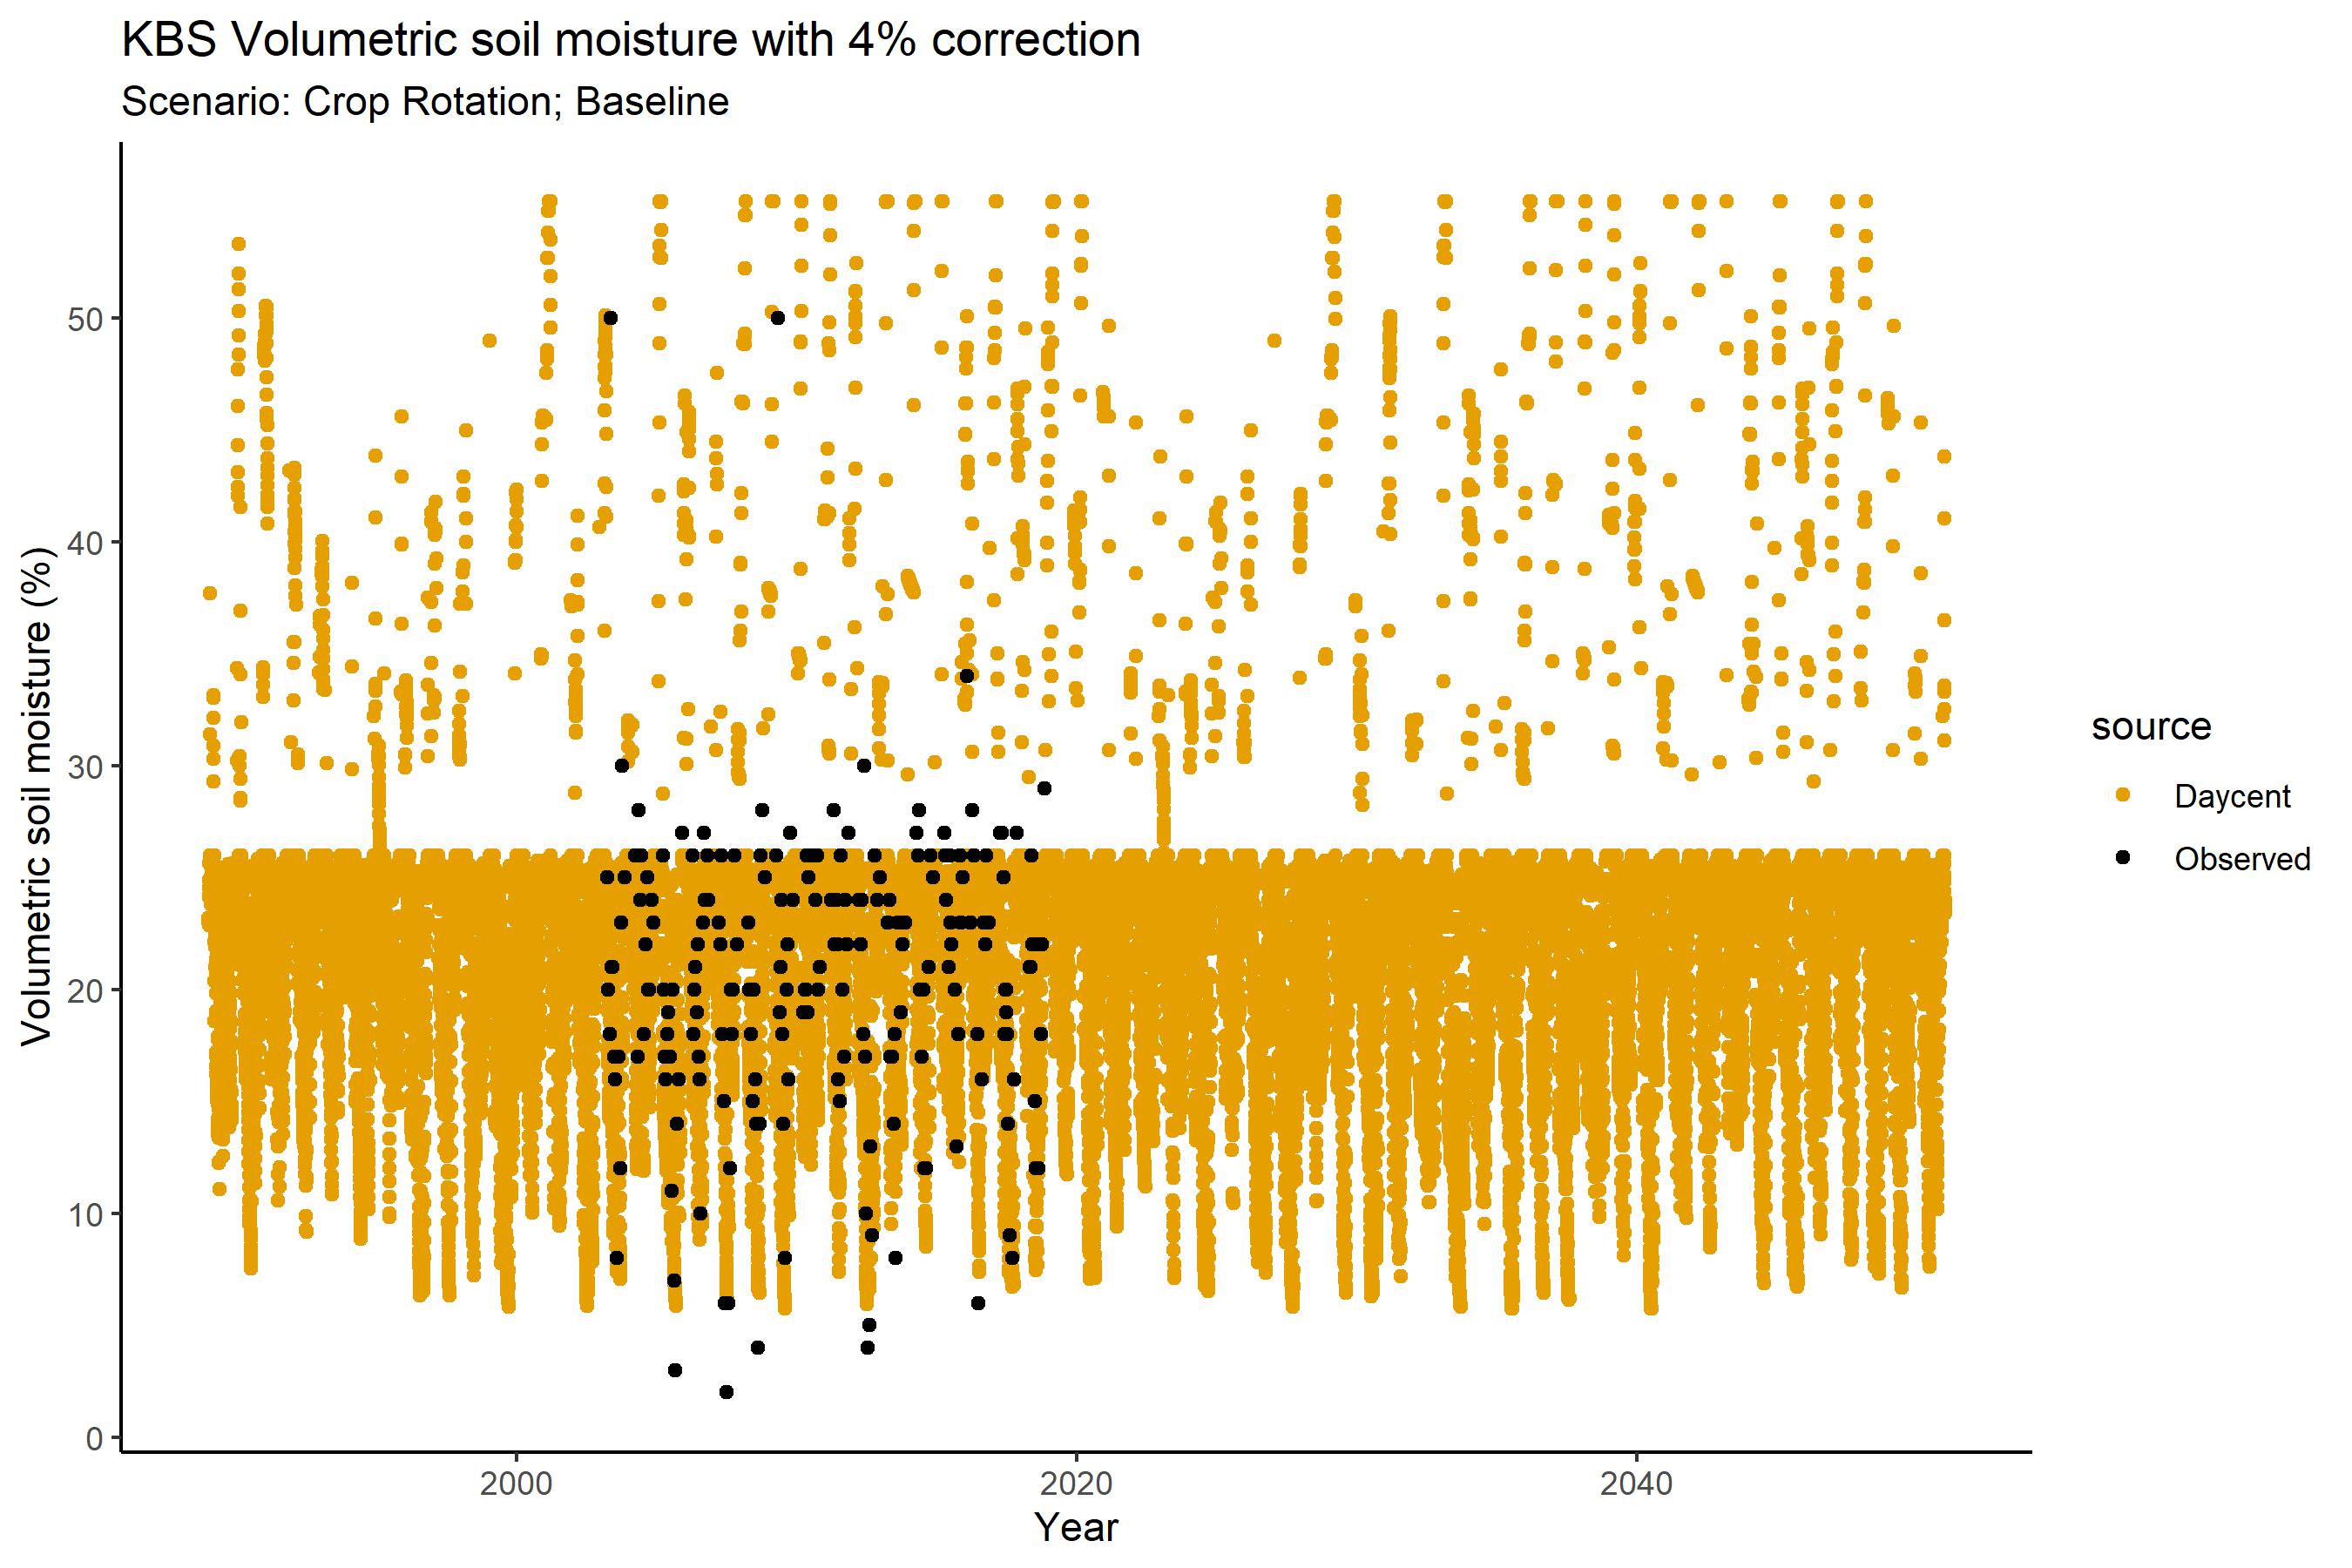 KBS Volumetric soil moisture with 4% correction
Scenario: Crop Rotation; Baseline
Volumetric soil moisture (%)
50
40
30
20
10
0
2000
2020
2040
Year
source
Daycent
Observed